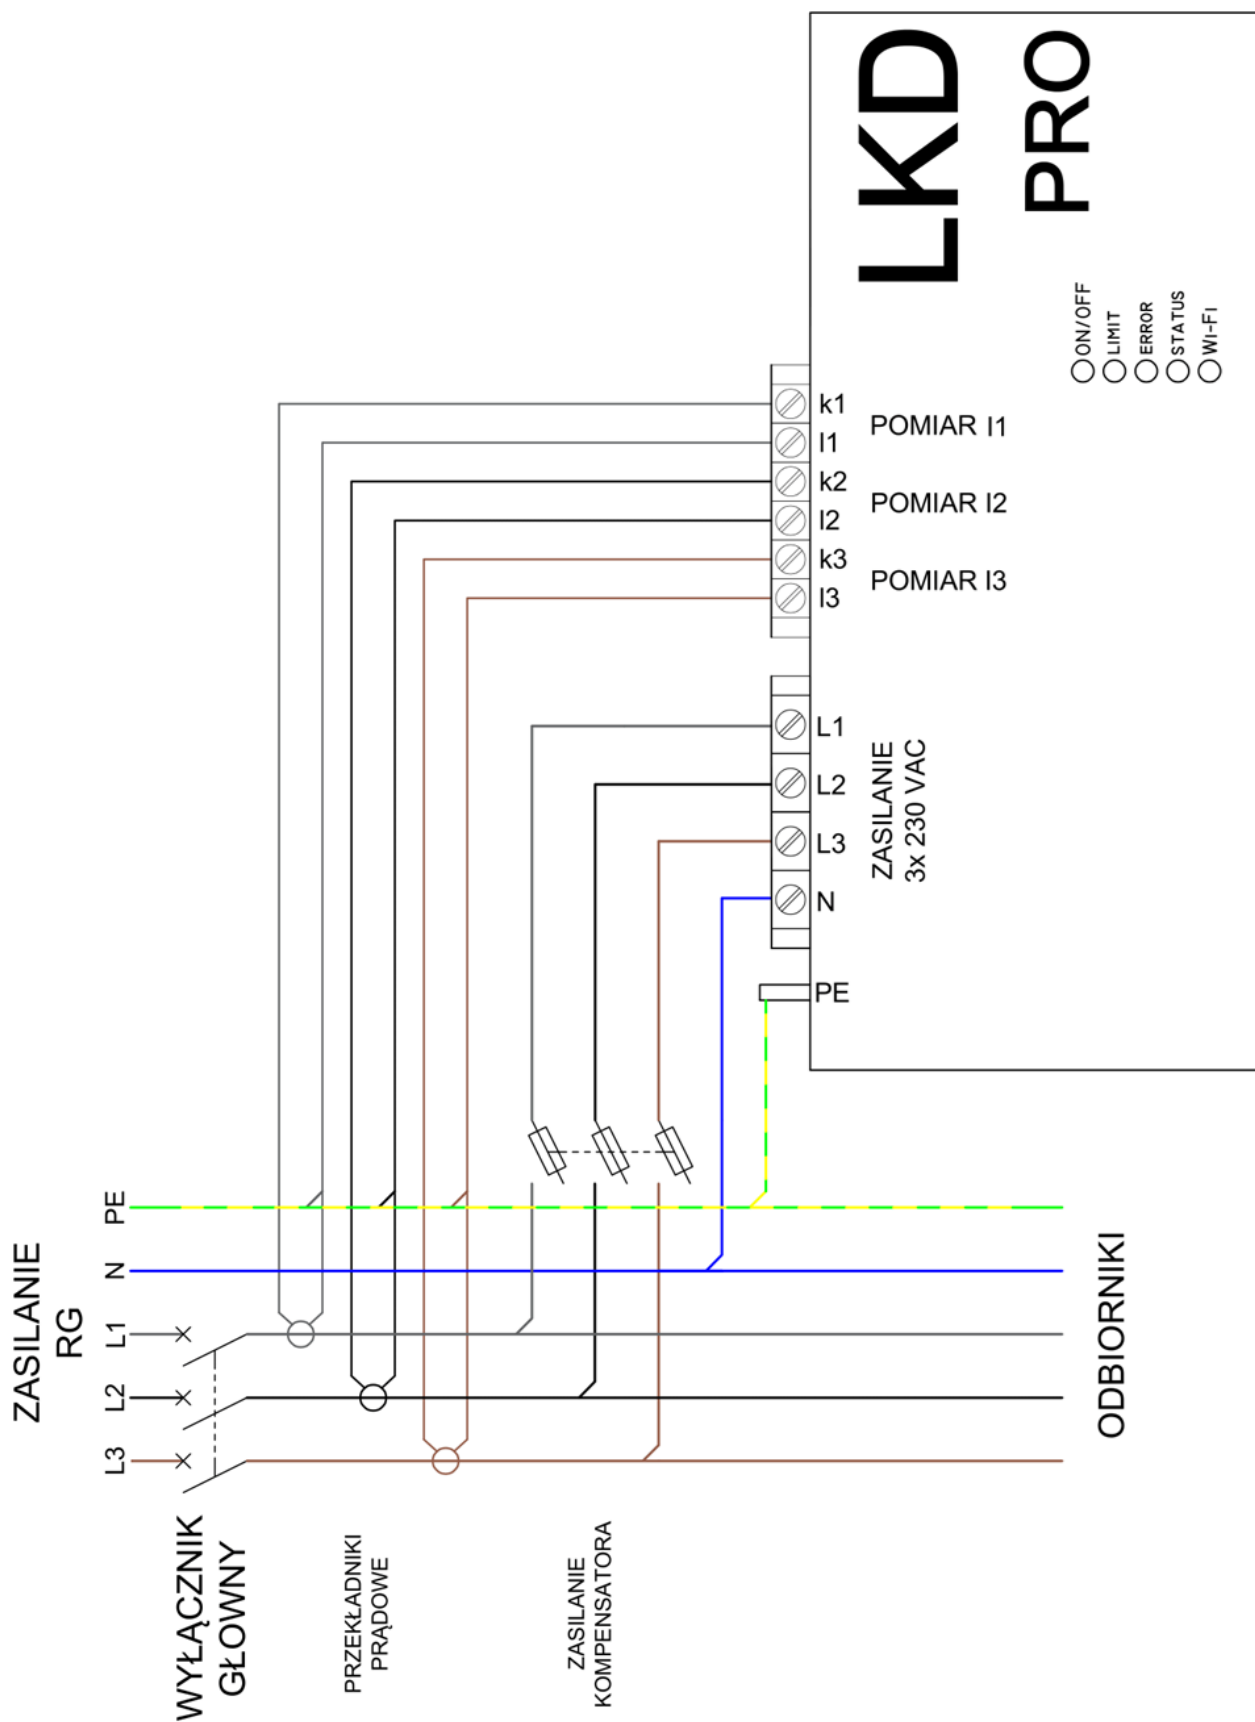 LKD
PRO
ON/OFF
LIMIT
ERROR
STATUS
WI-FI
k1
l1
POMIAR I1
k2
l2
POMIAR I2
k3
l3
POMIAR I3
L1
L2
L3
N
ZASILANIE
3x 230 VAC
PE
ZASILANIE
RG
PE
N
L1
L2
L3
ODBIORNIKI
WYŁĄCZNIK
GŁOWNY
PRZEKŁADNIKI
PRĄDOWE
ZASILANIE
KOMPENSATORA